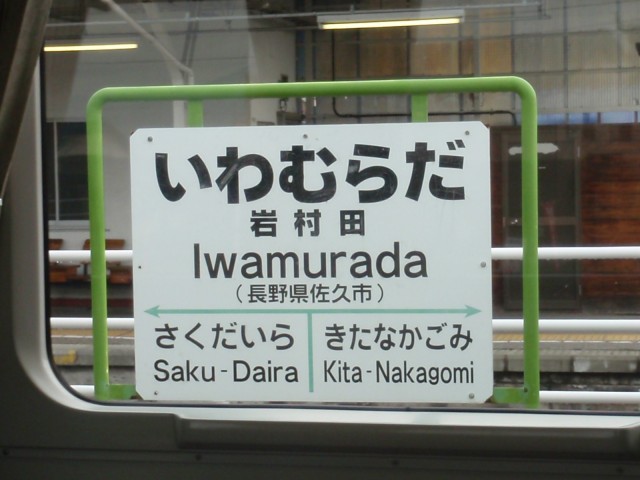 いわむらだ
岩村田
Iwamurada
(長野県佐久市)
さくだいら きたなかごみ
Saku-Daira Kita-Nakagomi